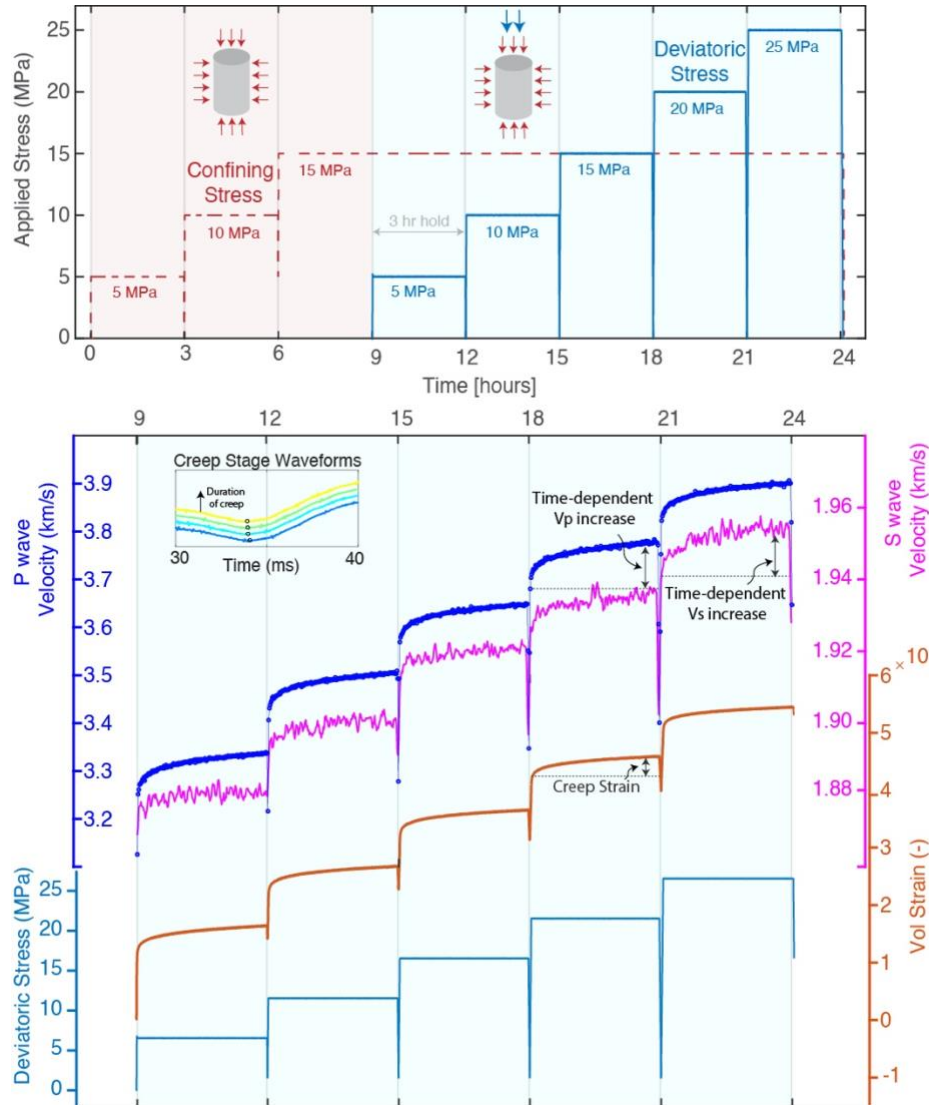 Applied Stress (MPa)
25
20
15
10
5
0
Confining
Stress
5 MPa
10 MPa
15 MPa
3 hr hold
5 MPa
10 MPa
15 MPa
Deviatoric
Stress
20 MPa
25 MPa
0 3 6 9 12 15 18 21 24
Time [hours]
9 12 15 18 21 24
P wave
Velocity (km/s)
3.9
3.8
3.7
3.6
3.5
3.4
3.3
3.2
Creep Stage Waveforms
Duration
of creep
30 40
Time (ms)
Time-dependent
Vp increase
Time-dependent
Vs increase
Creep Strain
S wave
Velocity (km/s)
1.96
1.94
1.92
1.90
1.88
Deviatoric Stress (MPa)
25
20
15
10
5
0
Vol Strain (-)
6 × 10
5
4
3
2
1
0
-1